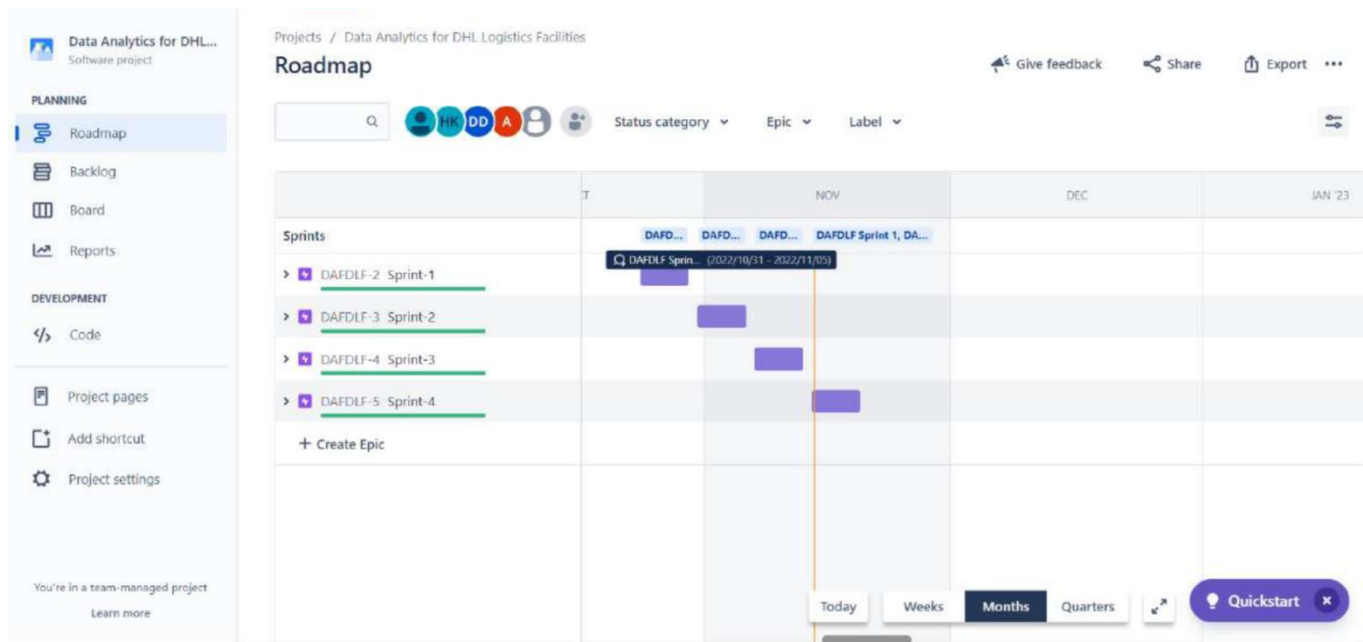 Data Analytics for DHL...
Software project
PLANNING
Roadmap
Backlog
Board
Reports
DEVELOPMENT
Code
Project pages
Add shortcut
Project settings
You're in a team-managed project
Learn more
Projects / Data Analytics for DHL Logistics Facilities
Roadmap
Give feedback
Share
Export
HK DD A
Status category
Epic
Label
T NOV DEC JAN '23
Sprints DAFD... DAFD... DAFD... DAFDLF Sprint 1, DA...
DAFDLF Sprin... (2022/10/31 - 2022/11/05)
DAFDLF-2 Sprint-1
DAFDLF-3 Sprint-2
DAFDLF-4 Sprint-3
DAFDLF-5 Sprint-4
+ Create Epic
Today Weeks Months Quarters
Quickstart